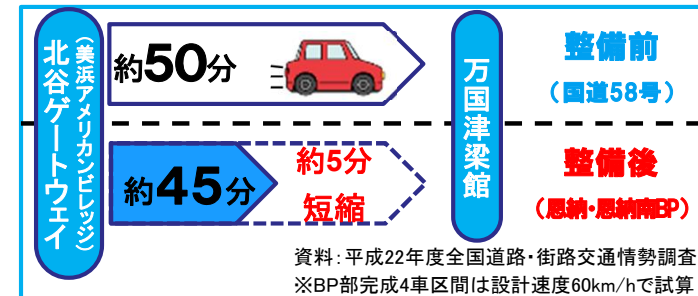 北谷ゲートウェイ
（美浜アメリカンビレッジ）
約50分
万国津梁館
整備前
（国道58号）
約45分
約5分
短縮
整備後
（恩納・恩納南BP）
資料：平成22年度全国道路・街路交通情勢調査
※BP部完成4車区間は設計速度60km/hで試算